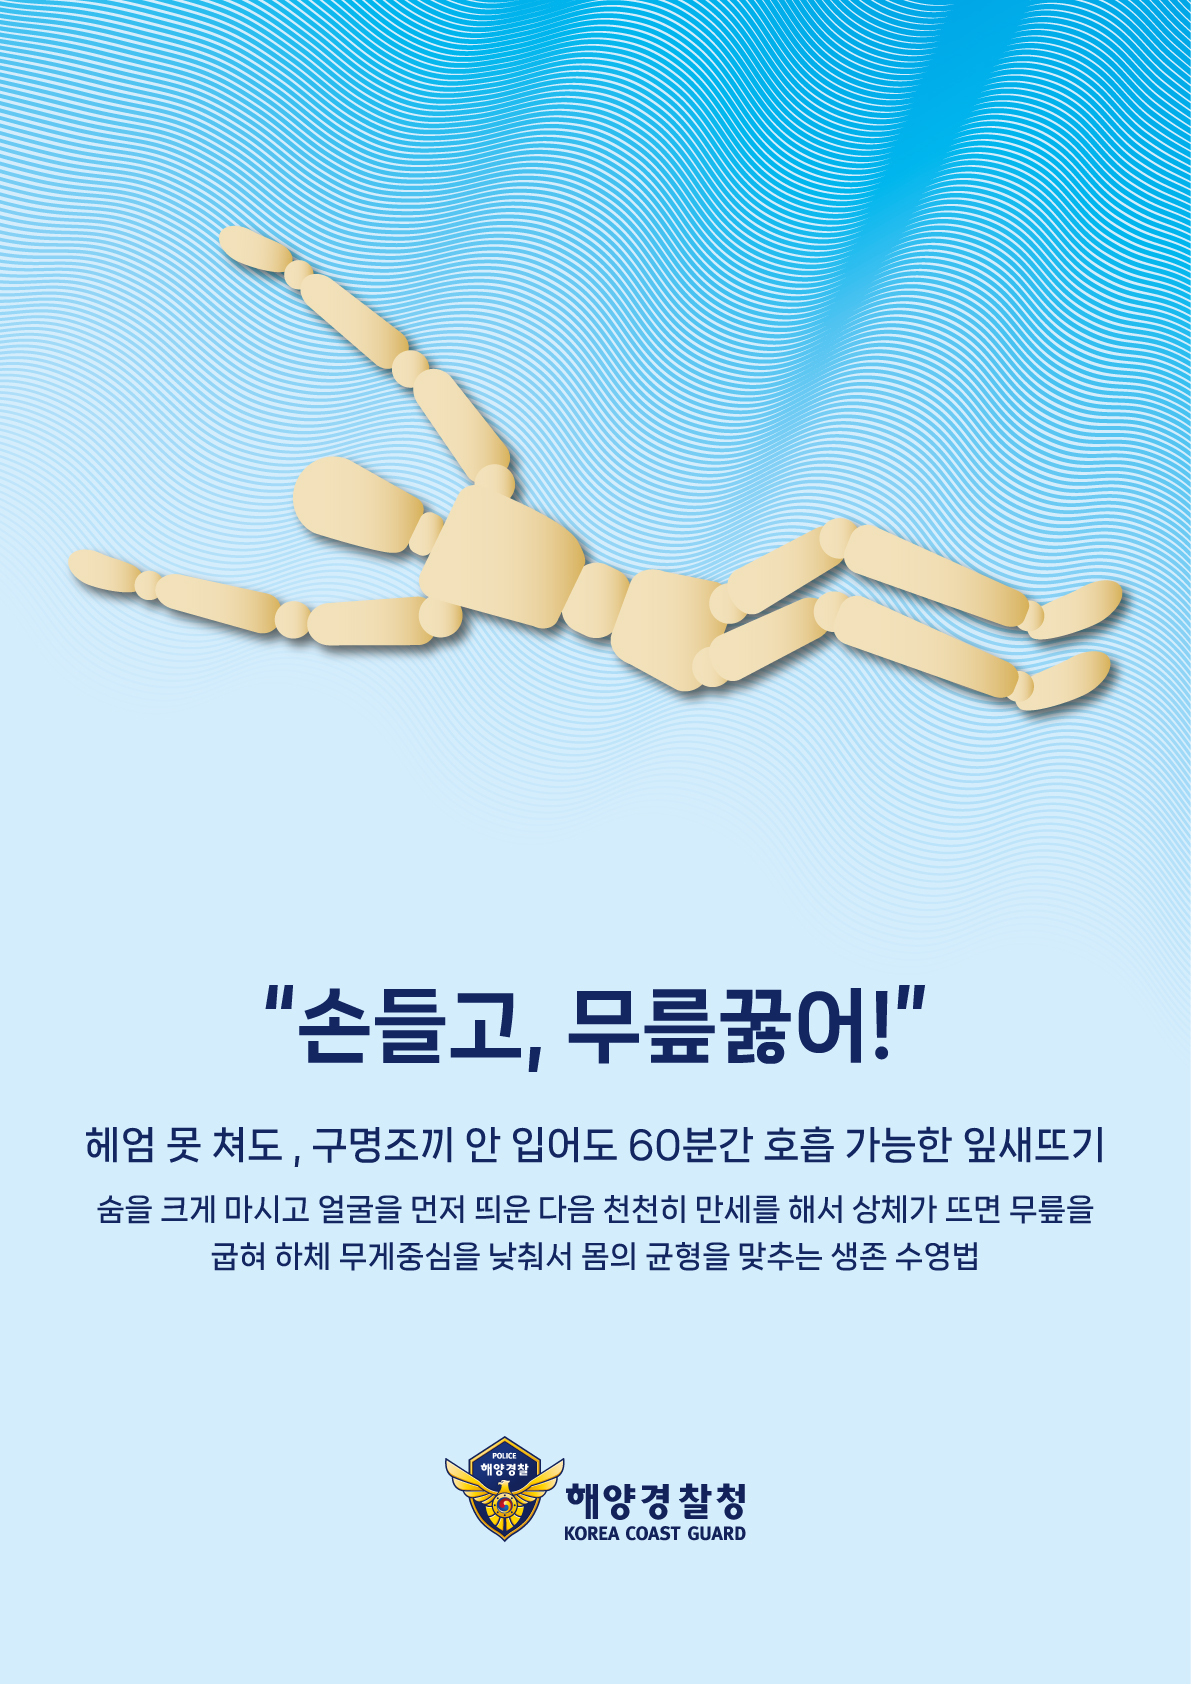 "손들고, 무릎꿇어!"
헤엄 못 쳐도 , 구명조끼 안 입어도 60분간 호흡 가능한 잎새뜨기
숨을 크게 마시고 얼굴을 먼저 띄운 다음 천천히 만세를 해서 상체가 뜨면 무릎을
굽혀 하체 무게중심을 낮춰서 몸의 균형을 맞추는 생존 수영법
POLICE
해양경찰
해양경찰청
KOREA COAST GUARD